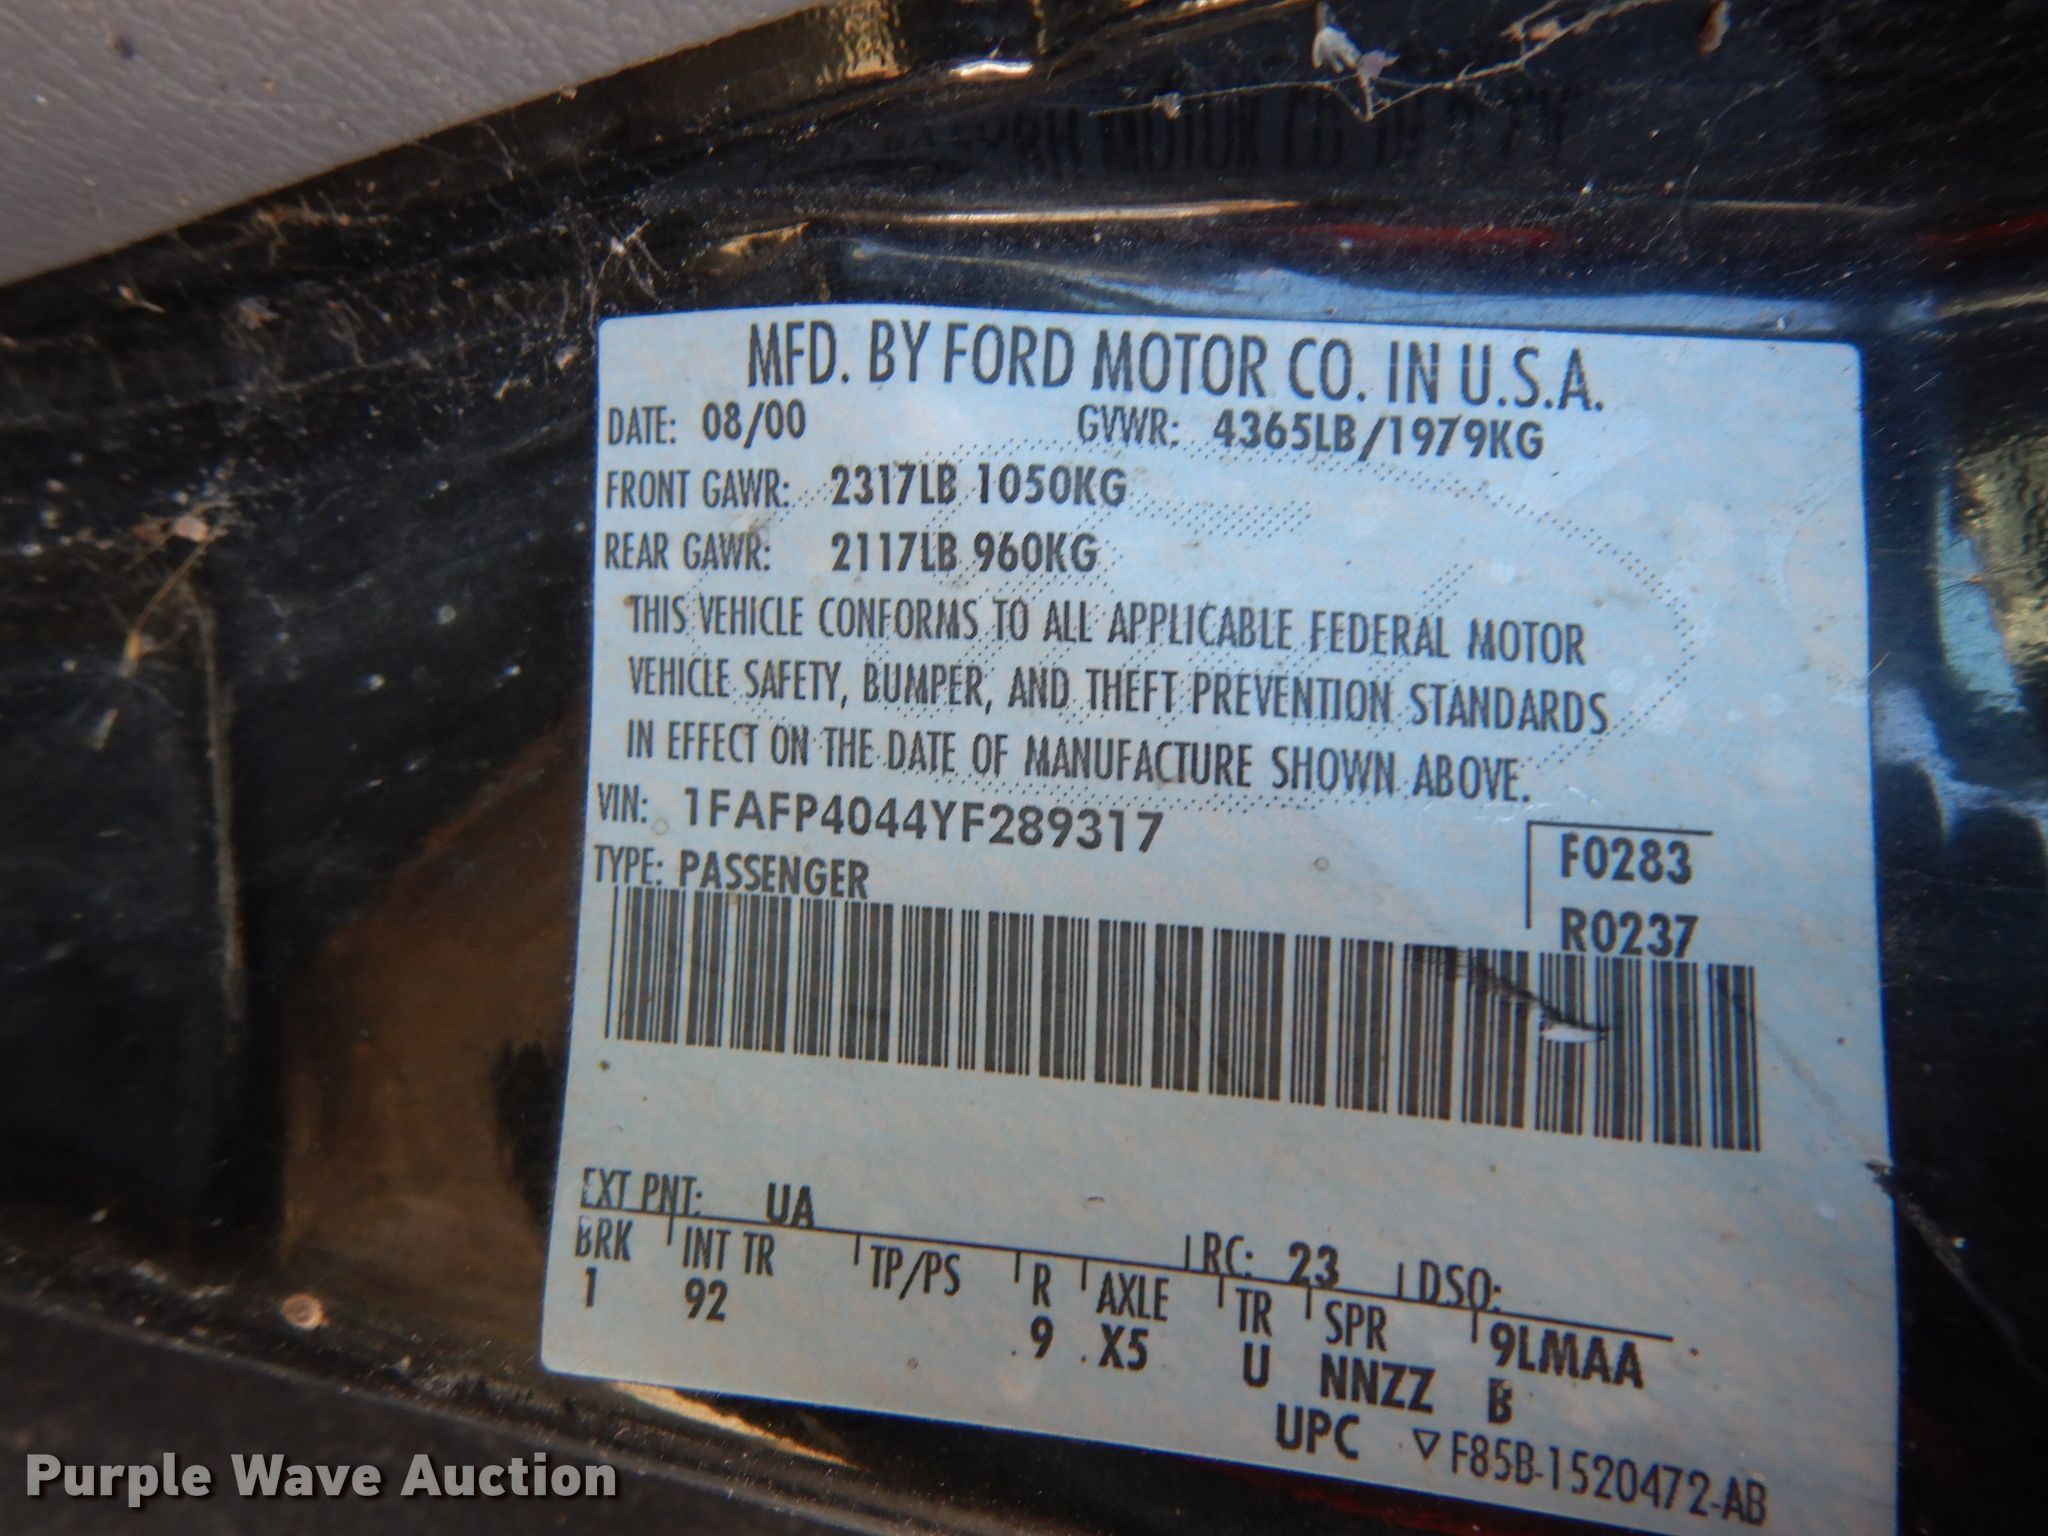 MFD. BY FORD MOTOR CO. IN U.S.A.
DATE: 08/00 GVWR: 4365LB/1979KG
FRONT GAWR: 2317LB 1050KG
REAR GAWR: 2117LB 960KG
THIS VEHICLE CONFORMS TO ALL APPLICABLE FEDERAL MOTOR
VEHICLE SAFETY, BUMPER, AND THEFT PREVENTION STANDARDS
IN EFFECT ON THE DATE OF MANUFACTURE SHOWN ABOVE.
VIN: 1FAFP4044YF289317
F0283
TYPE: PASSENGER
R0237
EXT PNT: UA RC: 23 DSO:
BRK INT TR TP/PS R AXLE TR SPR 9LMAA
1 92 9 X5 U NNZZ B
UPC ▽ F85B-1520472-AB
Purple Wave Auction